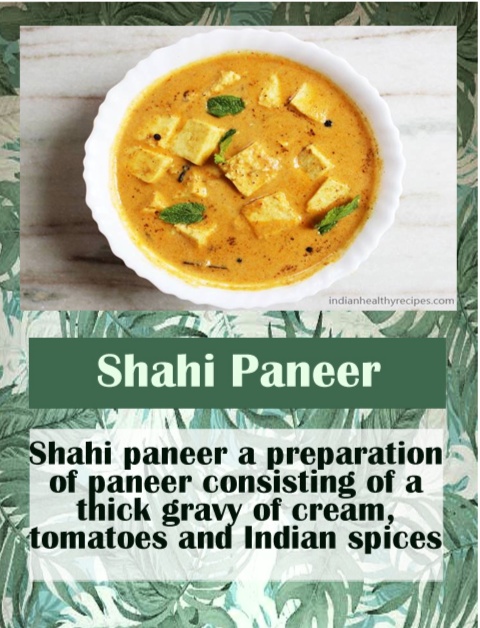 indianhealthyrecipes.com
Shahi Paneer
Shahi paneer a preparation
of paneer consisting of a
thick gravy of cream,
tomatoes and Indian spices